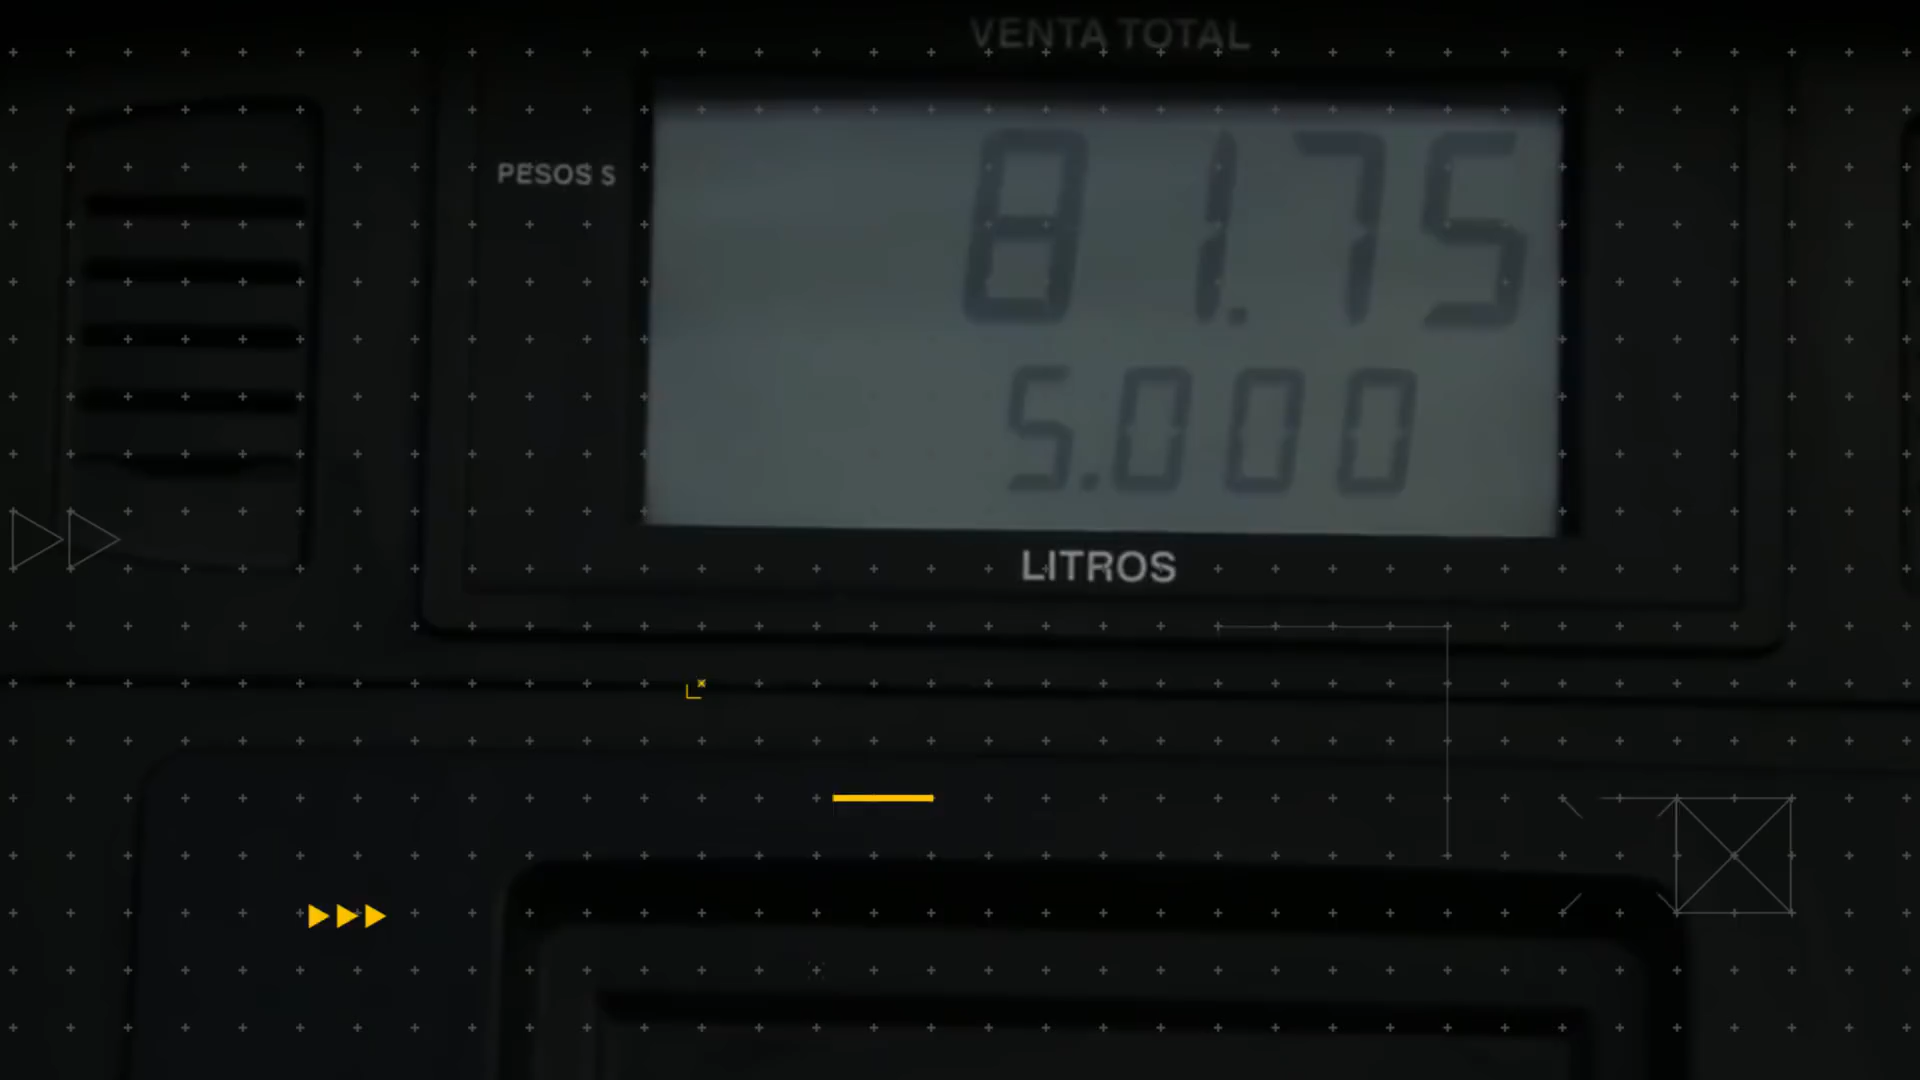 VENTA TOTAL
PESOS $
81.75
5.000
LITROS